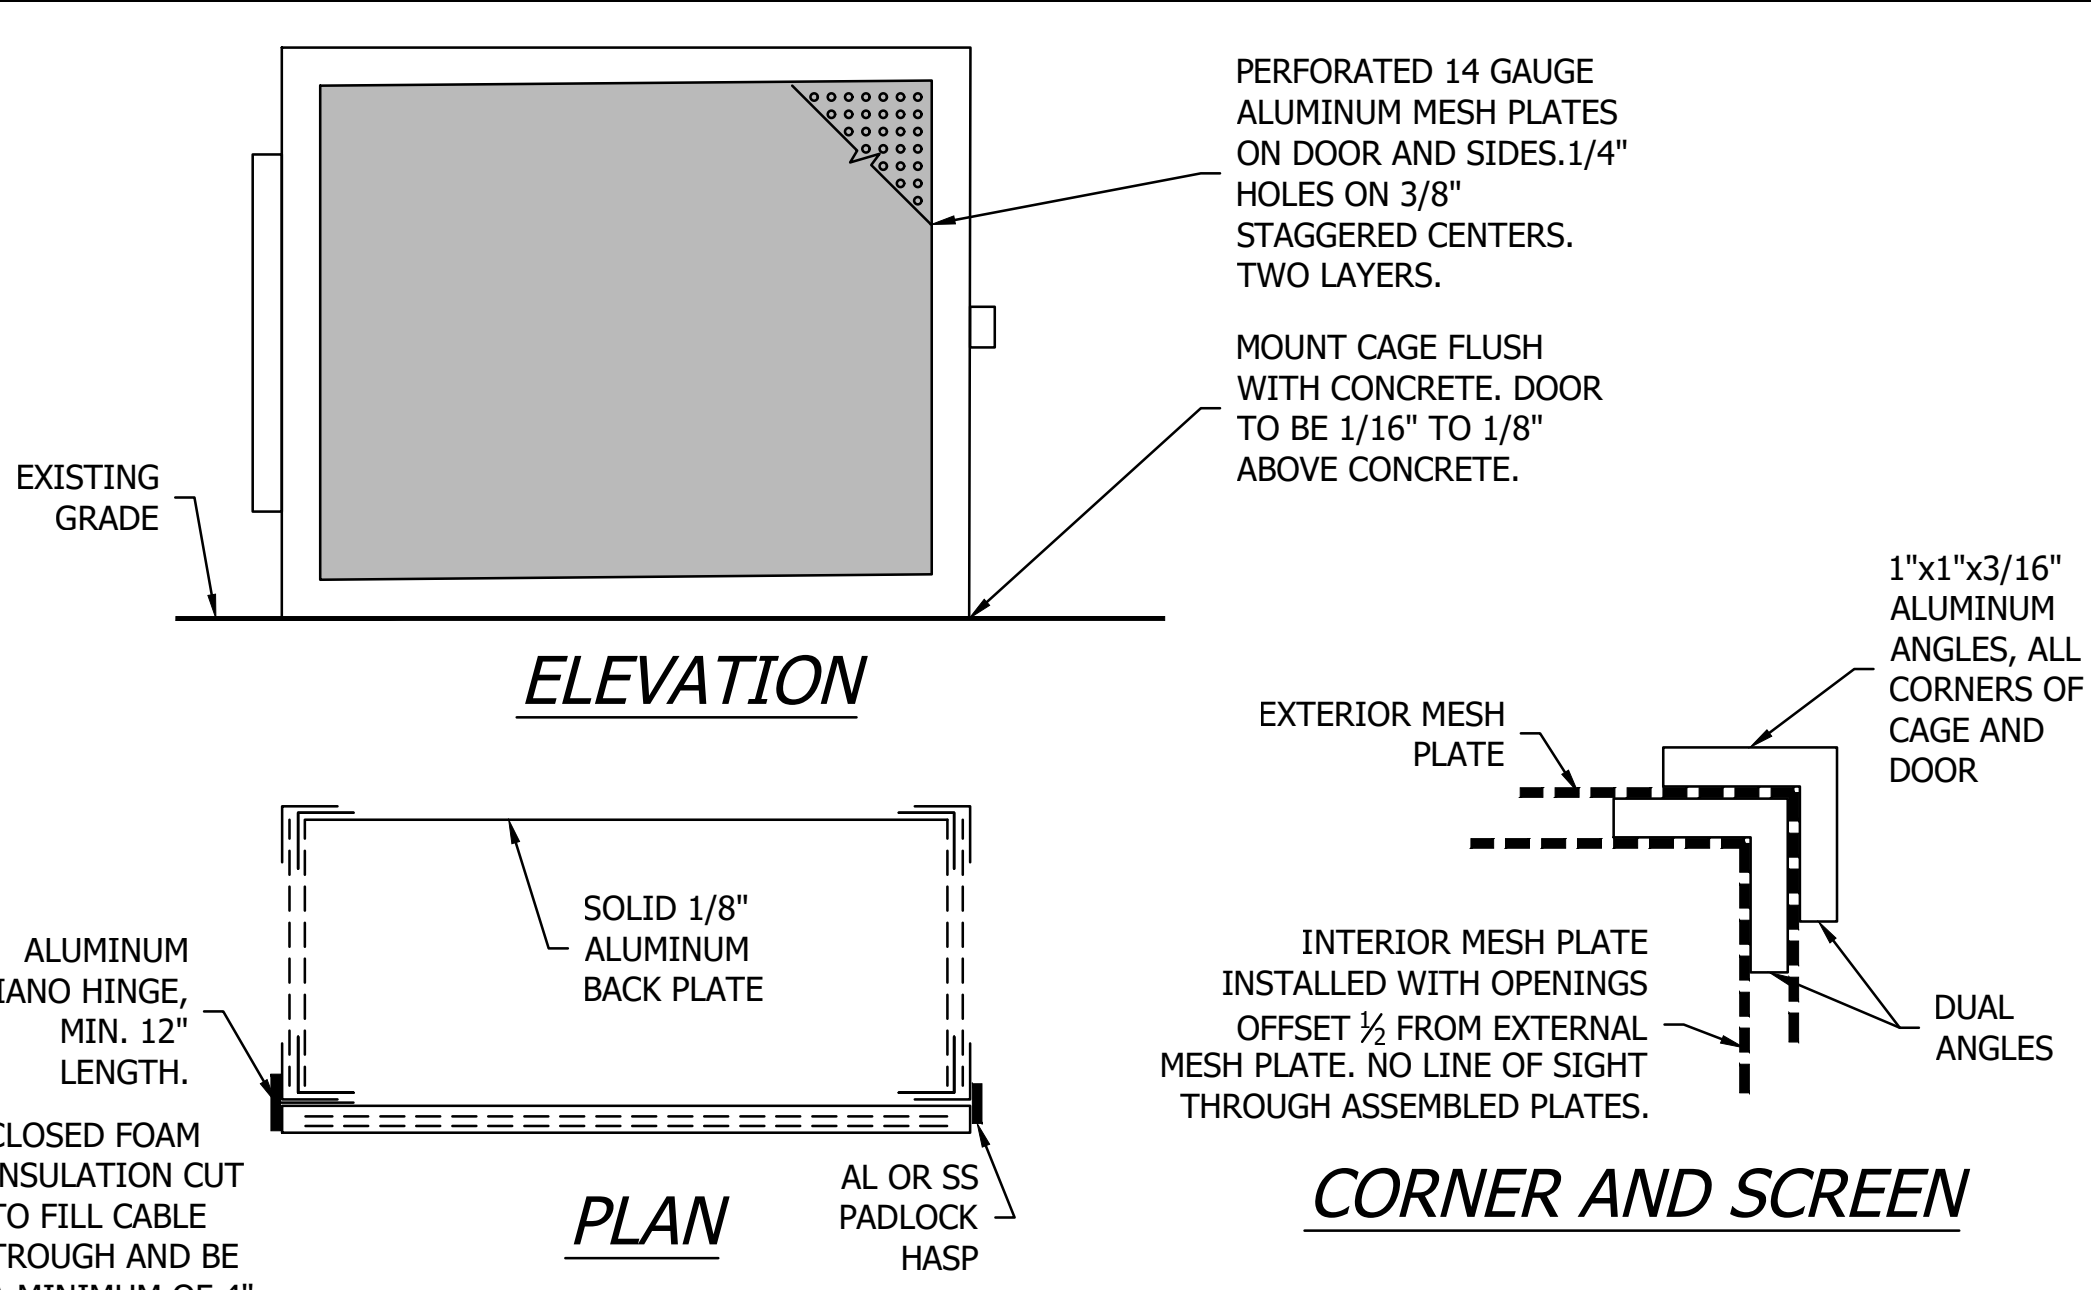 PERFORATED 14 GAUGE
ALUMINUM MESH PLATES
ON DOOR AND SIDES.1/4"
HOLES ON 3/8"
STAGGERED CENTERS.
TWO LAYERS.
MOUNT CAGE FLUSH
WITH CONCRETE. DOOR
TO BE 1/16" TO 1/8"
ABOVE CONCRETE.
EXISTING
GRADE
ELEVATION
1"x1"x3/16"
ALUMINUM
ANGLES, ALL
CORNERS OF
CAGE AND
DOOR
EXTERIOR MESH
PLATE
SOLID 1/8"
ALUMINUM
BACK PLATE
ALUMINUM
IANO HINGE,
MIN. 12"
LENGTH.
INTERIOR MESH PLATE
INSTALLED WITH OPENINGS
OFFSET ½ FROM EXTERNAL
MESH PLATE. NO LINE OF SIGHT
THROUGH ASSEMBLED PLATES.
DUAL
ANGLES
CLOSED FOAM
INSULATION CUT
TO FILL CABLE
TROUGH AND BE
MINIMUM OF 4"
AL OR SS
PADLOCK
HASP
PLAN
CORNER AND SCREEN